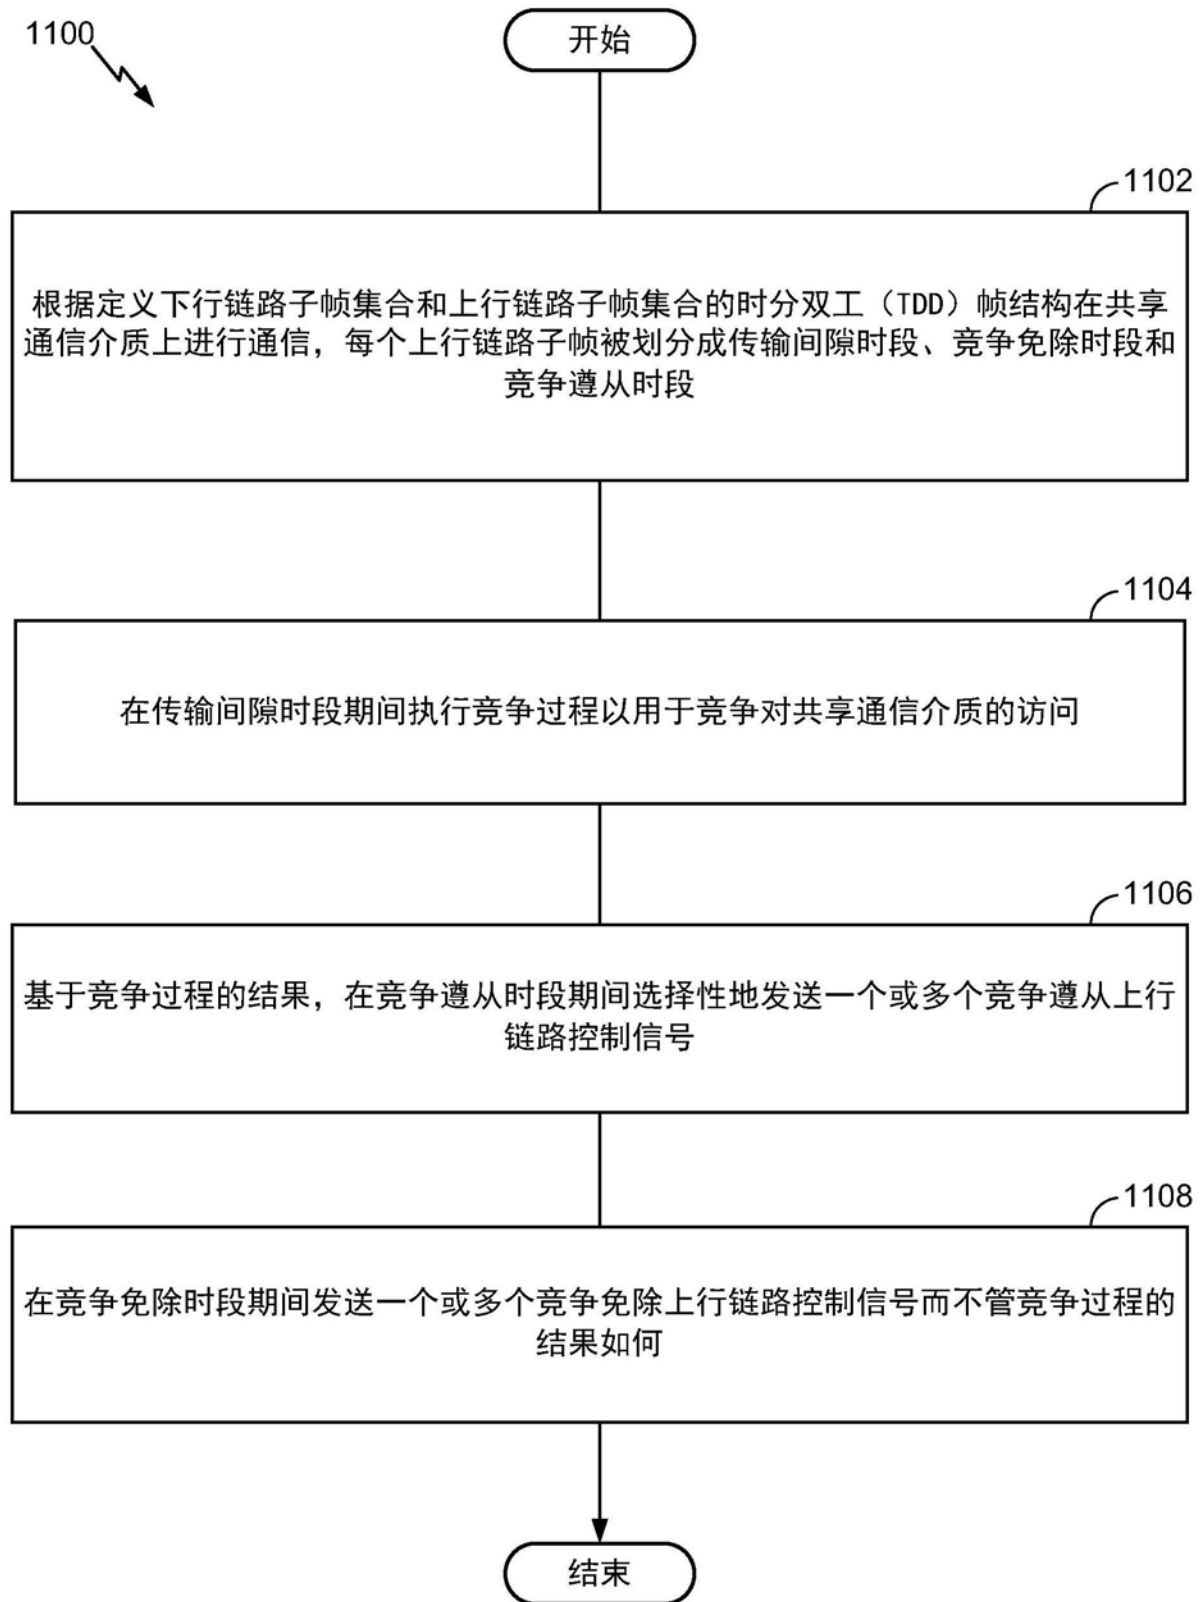 1100
开始
1102
根据定义下行链路子帧集合和上行链路子帧集合的时分双工（TDD）帧结构在共享
通信介质上进行通信，每个上行链路子帧被划分成传输间隙时段、竞争免除时段和
竞争遵从时段
1104
在传输间隙时段期间执行竞争过程以用于竞争对共享通信介质的访问
1106
基于竞争过程的结果，在竞争遵从时段期间选择性地发送一个或多个竞争遵从上行
链路控制信号
1108
在竞争免除时段期间发送一个或多个竞争免除上行链路控制信号而不管竞争过程的
结果如何
结束